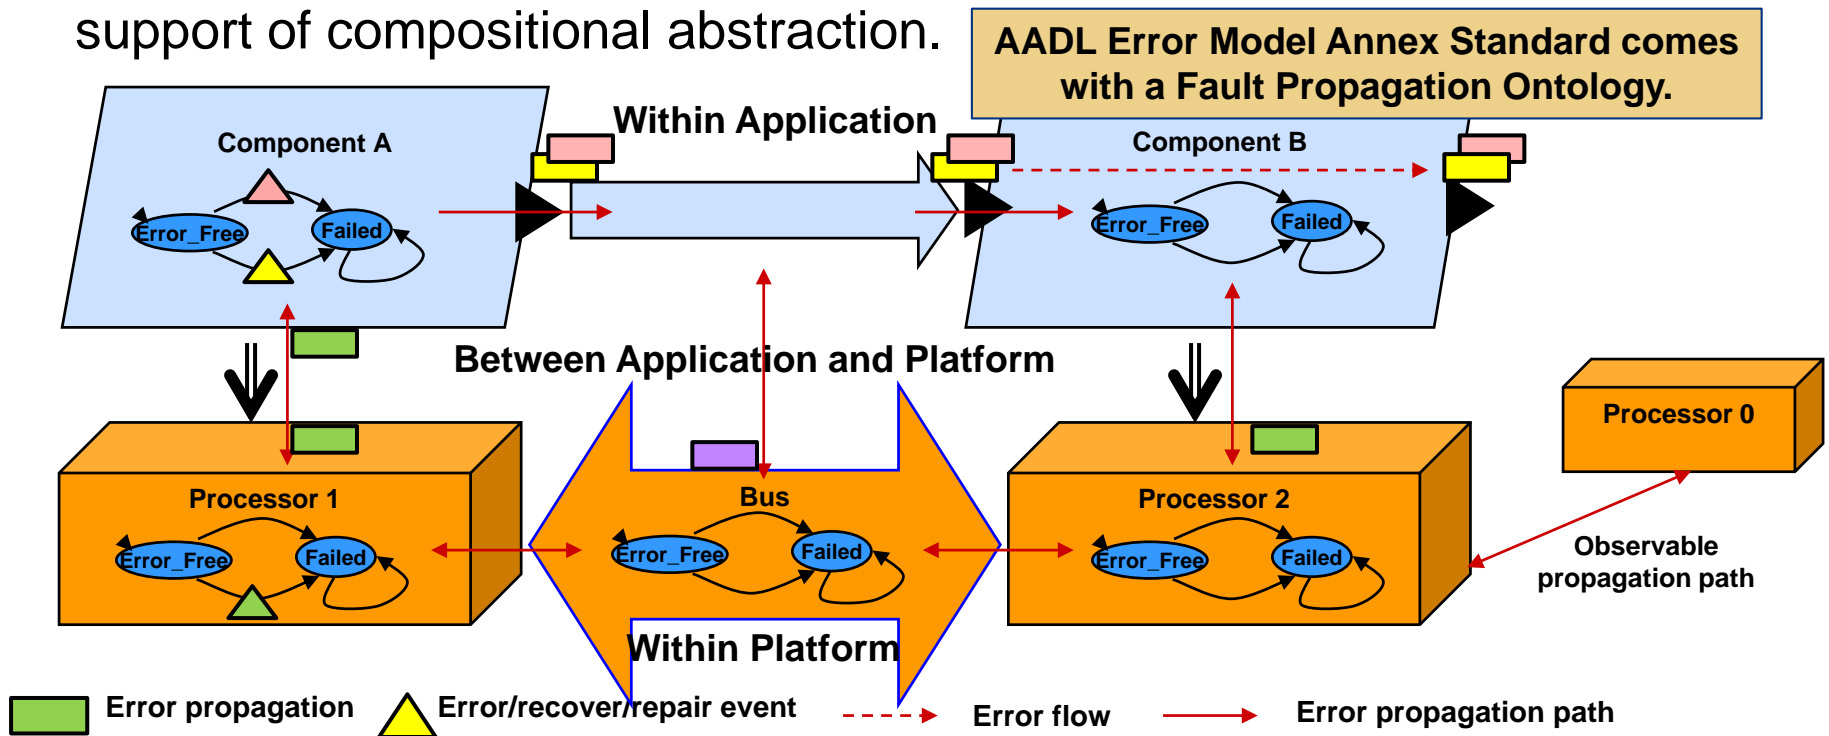 support of compositional abstraction.
AADL Error Model Annex Standard comes
with a Fault Propagation Ontology.
Within Application
Component A
Component B
Error_Free
Failed
Error_Free
Failed
Between Application and Platform
Processor 0
Processor 1
Bus
Processor 2
Error_Free
Failed
Error_Free
Failed
Error_Free
Failed
Observable
propagation path
Within Platform
Error propagation
Error/recover/repair event
Error flow
Error propagation path